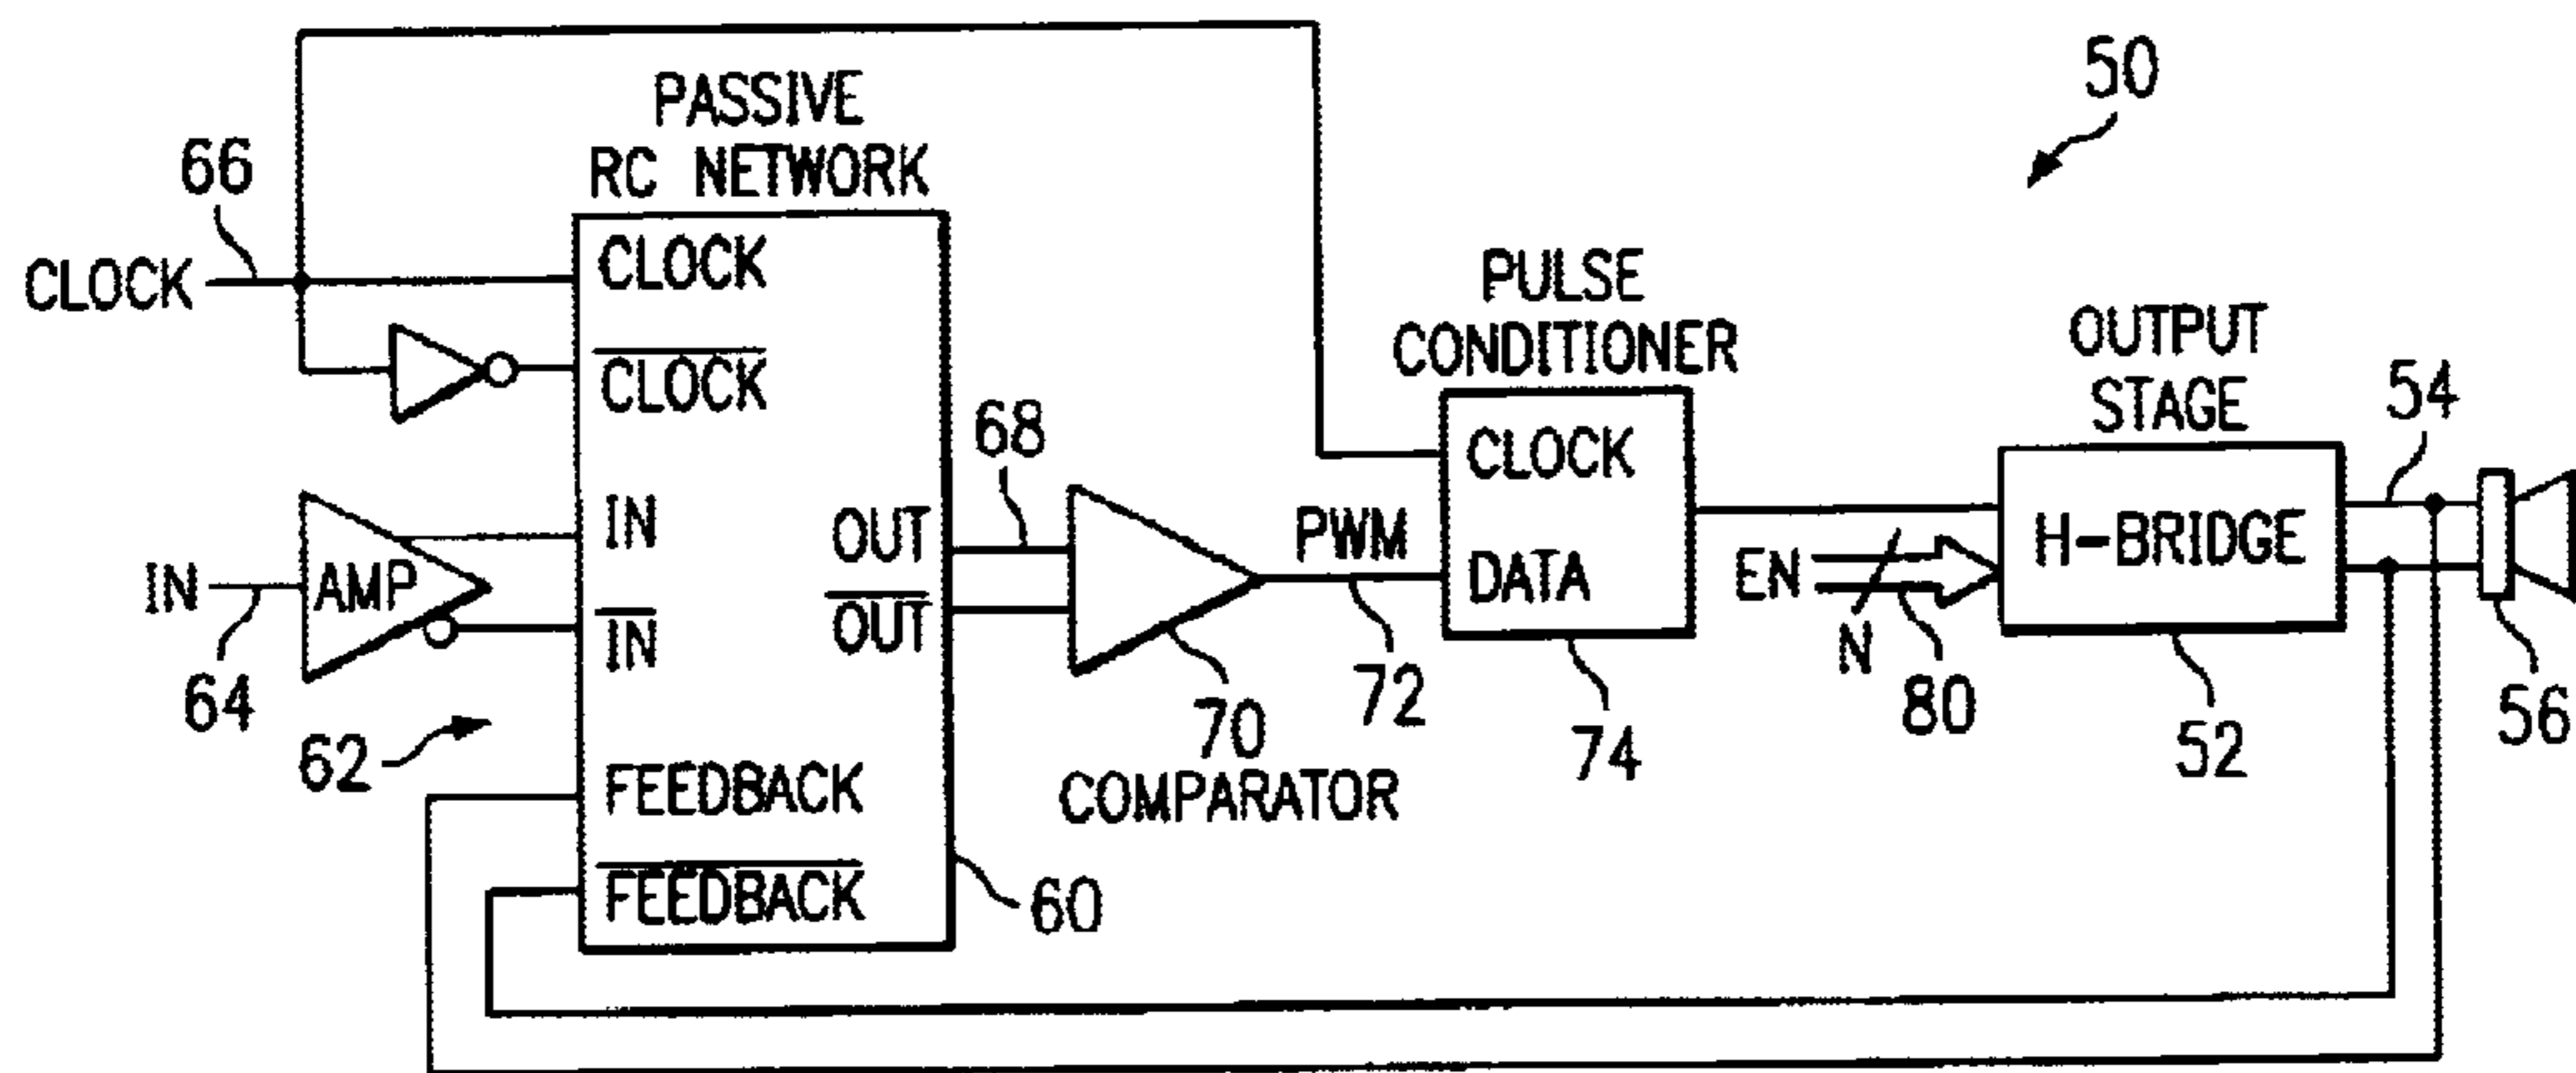 50
PASSIVE
RC NETWORK
66
CLOCK
CLOCK
CLOCK
PULSE
CONDITIONER
OUTPUT
STAGE
54
68
CLOCK
IN
AMP
IN
IN
OUT
OUT
PWM
DATA
EN
N
H-BRIDGE
64
62
70
COMPARATOR
72
74
80
52
56
FEEDBACK
FEEDBACK
60